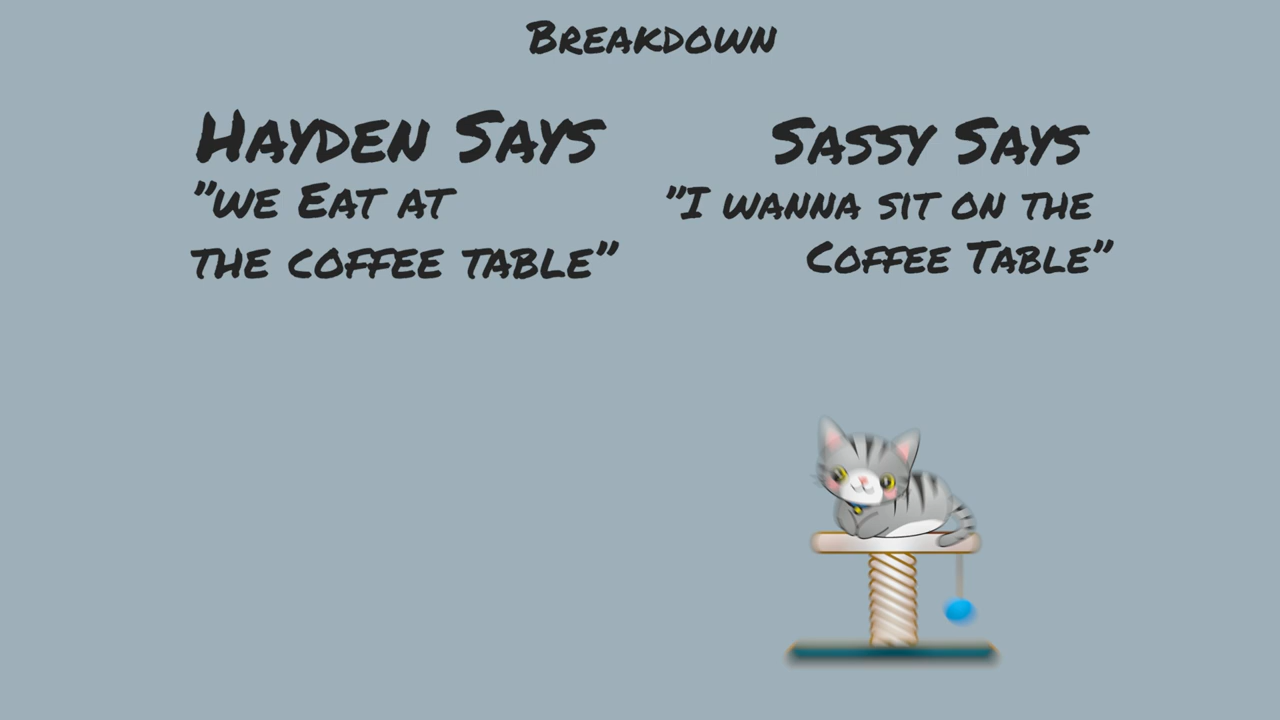 Breakdown
Hayden Says
"we Eat at
the coffee table"
Sassy Says
"I wanna sit on the
Coffee Table"